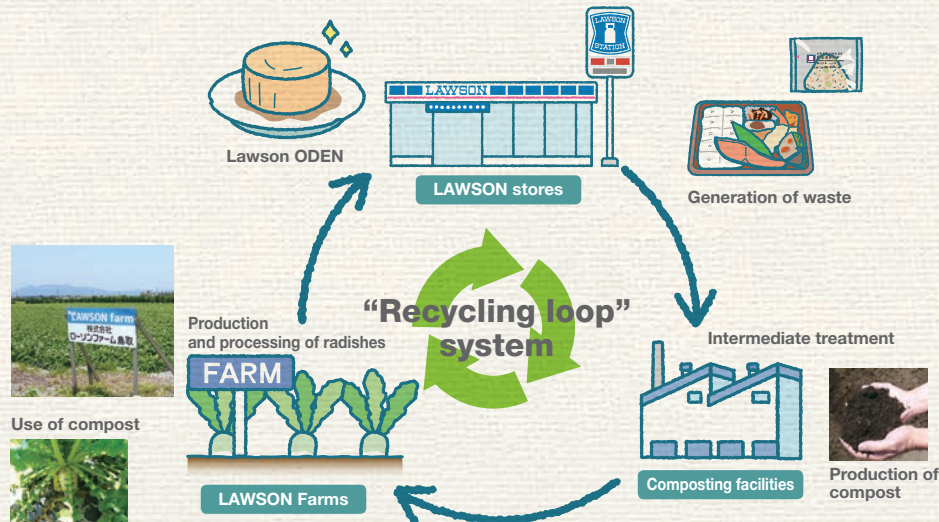 LAWSON
STATION
LAWSON
Lawson ODEN
LAWSON stores
Generation of waste
"Recycling loop"
system
Production
and processing of radishes
FARM
Intermediate treatment
LAWSON farm
株式会社
ローソンファーム鳥取
Use of compost
LAWSON Farms
Composting facilities
Production of
compost